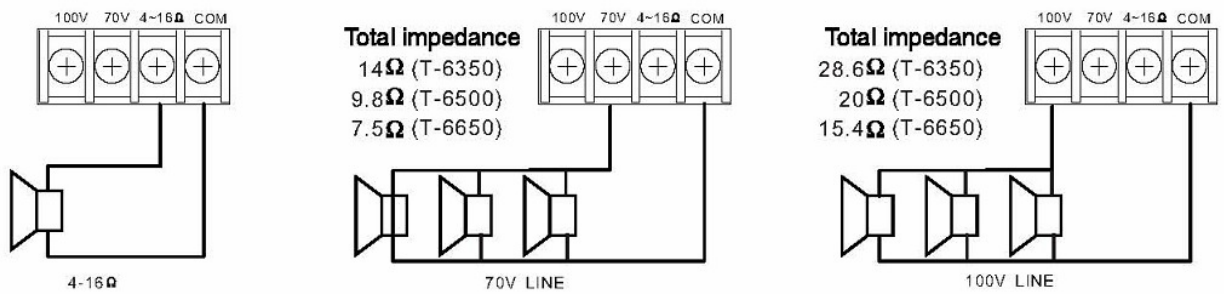 100V 70V 4~16Ω COM
4-16Ω
Total impedance
14Ω (T-6350)
9.8Ω (T-6500)
7.5Ω (T-6650)
100V 70V 4~16Ω COM
70V LINE
Total impedance
28.6Ω (T-6350)
20Ω (T-6500)
15.4Ω (T-6650)
100V 70V 4~16Ω COM
100V LINE